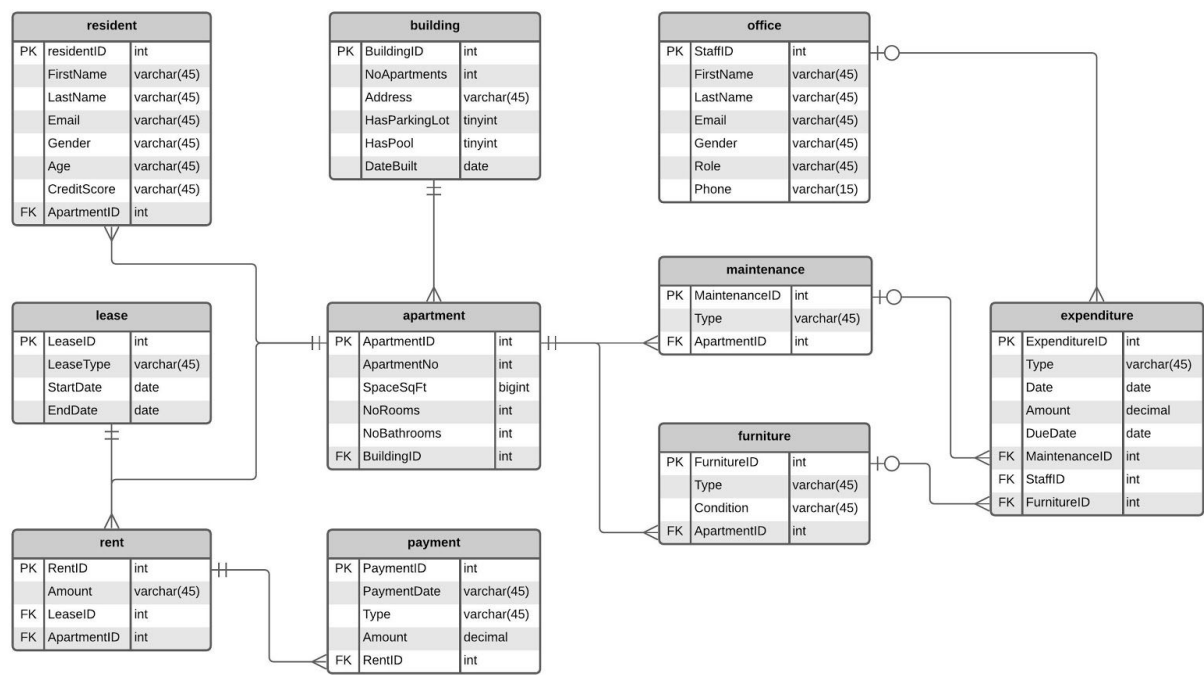 resident
PK residentID int
FirstName varchar(45)
LastName varchar(45)
Email varchar(45)
Gender varchar(45)
Age varchar(45)
CreditScore varchar(45)
FK ApartmentID int
building
PK BuildingID int
NoApartments int
Address varchar(45)
HasParkingLot tinyint
HasPool tinyint
DateBuilt date
office
PK StaffID int
FirstName varchar(45)
LastName varchar(45)
Email varchar(45)
Gender varchar(45)
Role varchar(45)
Phone varchar(15)
lease
PK LeaseID int
LeaseType varchar(45)
StartDate date
EndDate date
apartment
PK ApartmentID int
ApartmentNo int
SpaceSqFt bigint
NoRooms int
NoBathrooms int
FK BuildingID int
maintenance
PK MaintenanceID int
Type varchar(45)
FK ApartmentID int
furniture
PK FurnitureID int
Type varchar(45)
Condition varchar(45)
FK ApartmentID int
expenditure
PK ExpenditureID int
Type varchar(45)
Date date
Amount decimal
DueDate date
FK MaintenanceID int
FK StaffID int
FK FurnitureID int
rent
PK RentID int
Amount varchar(45)
FK LeaseID int
FK ApartmentID int
payment
PK PaymentID int
PaymentDate varchar(45)
Type varchar(45)
Amount decimal
FK RentID int